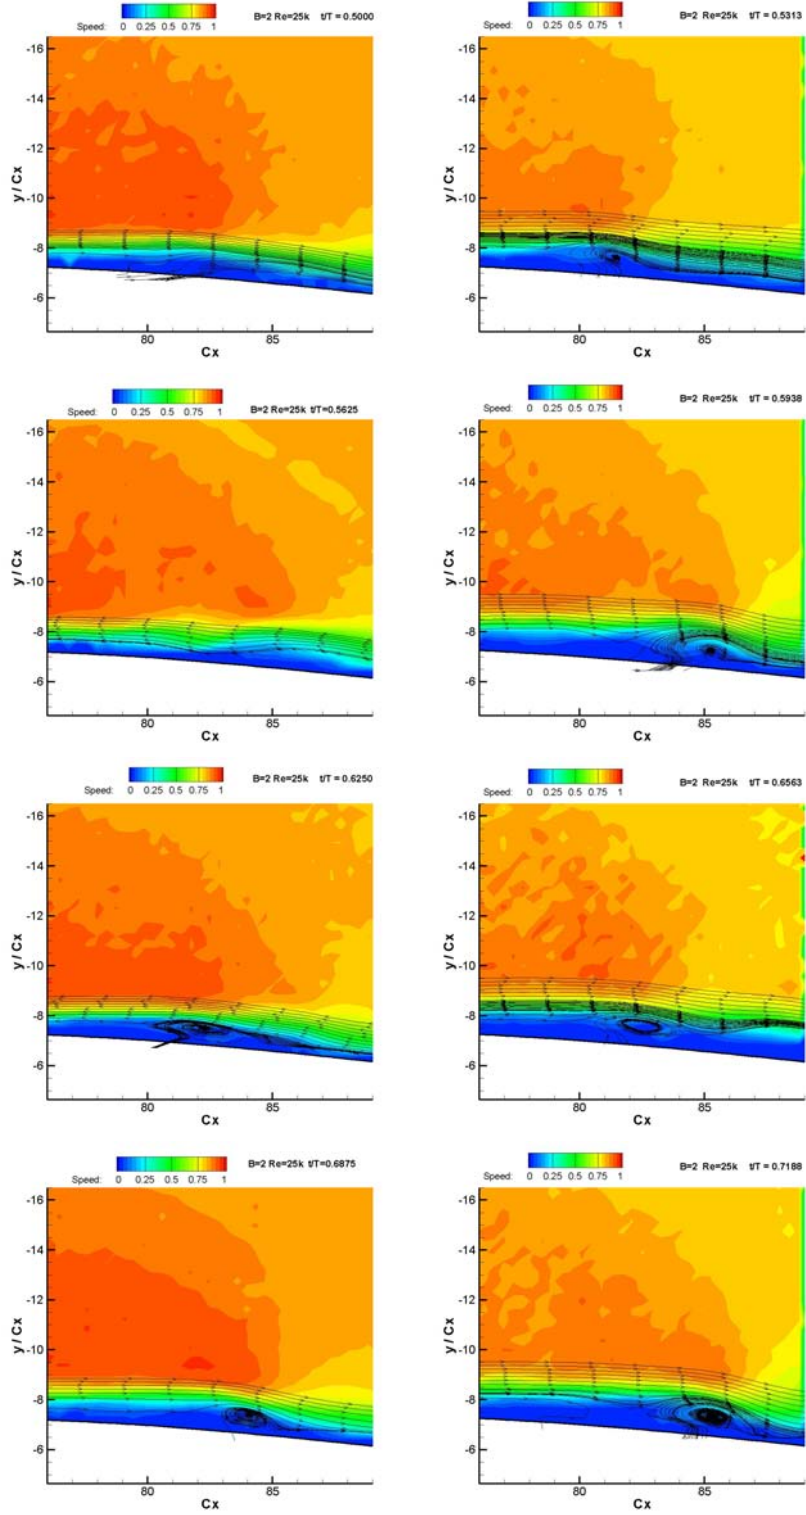 Speed: 0 0.25 0.5 0.75 1
B=2 Re=25k t/T = 0.5000
-16
-14
-12
-10
-8
-6
y / Cx
80 85
Cx
Speed: 0 0.25 0.5 0.75 1
B=2 Re=25k t/T = 0.5313
-16
-14
-12
-10
-8
-6
y / Cx
80 85
Cx
Speed: 0 0.25 0.5 0.75 1
B=2 Re=25k t/T=0.5625
-16
-14
-12
-10
-8
-6
y / Cx
80 85
Cx
Speed: 0 0.25 0.5 0.75 1
B=2 Re=25k t/T = 0.5938
-16
-14
-12
-10
-8
-6
y / Cx
80 85
Cx
Speed: 0 0.25 0.5 0.75 1
B=2 Re=25k t/T = 0.6250
-16
-14
-12
-10
-8
-6
y / Cx
80 85
Cx
Speed: 0 0.25 0.5 0.75 1
B=2 Re=25k t/T = 0.6563
-16
-14
-12
-10
-8
-6
y / Cx
80 85
Cx
Speed: 0 0.25 0.5 0.75 1
B=2 Re=25k t/T=0.6875
-16
-14
-12
-10
-8
-6
y / Cx
80 85
Cx
Speed: 0 0.25 0.5 0.75 1
B=2 Re=25k t/T = 0.7188
-16
-14
-12
-10
-8
-6
y / Cx
80 85
Cx